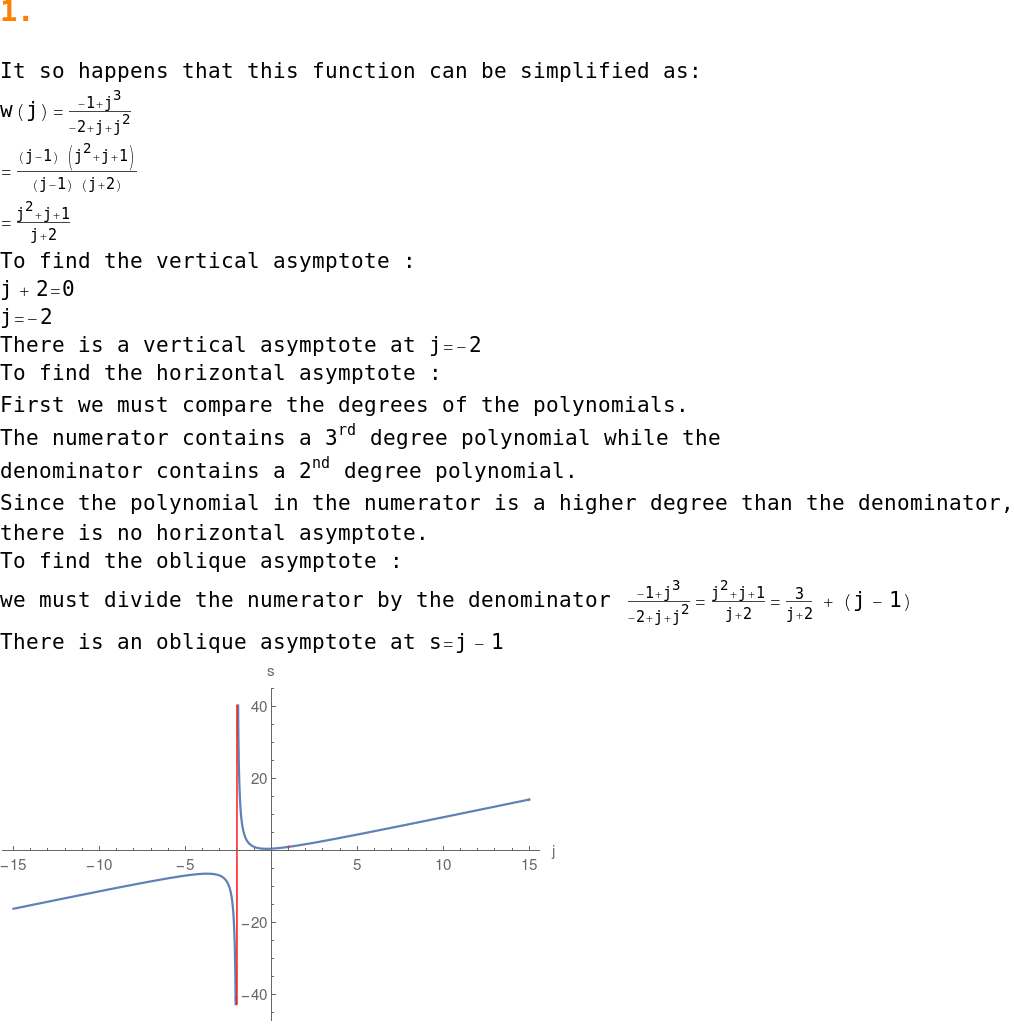 1.
It so happens that this function can be simplified as:
w(j)=\frac{-1+j^3}{-2+j+j^2}
=\frac{(j-1) (j^2+j+1)}{(j-1) (j+2)}
=\frac{j^2+j+1}{j+2}
To find the vertical asymptote :
j + 2=0
j=-2
There is a vertical asymptote at j=-2
To find the horizontal asymptote :
First we must compare the degrees of the polynomials.
The numerator contains a 3^rd degree polynomial while the
denominator contains a 2^nd degree polynomial.
Since the polynomial in the numerator is a higher degree than the denominator,
there is no horizontal asymptote.
To find the oblique asymptote :
we must divide the numerator by the denominator \frac{-1+j^3}{-2+j+j^2}=\frac{j^2+j+1}{j+2}=\frac{3}{j+2} + (j - 1)
There is an oblique asymptote at s=j - 1
s
40
20
-15 -10 -5 5 10 15 j
-20
-40